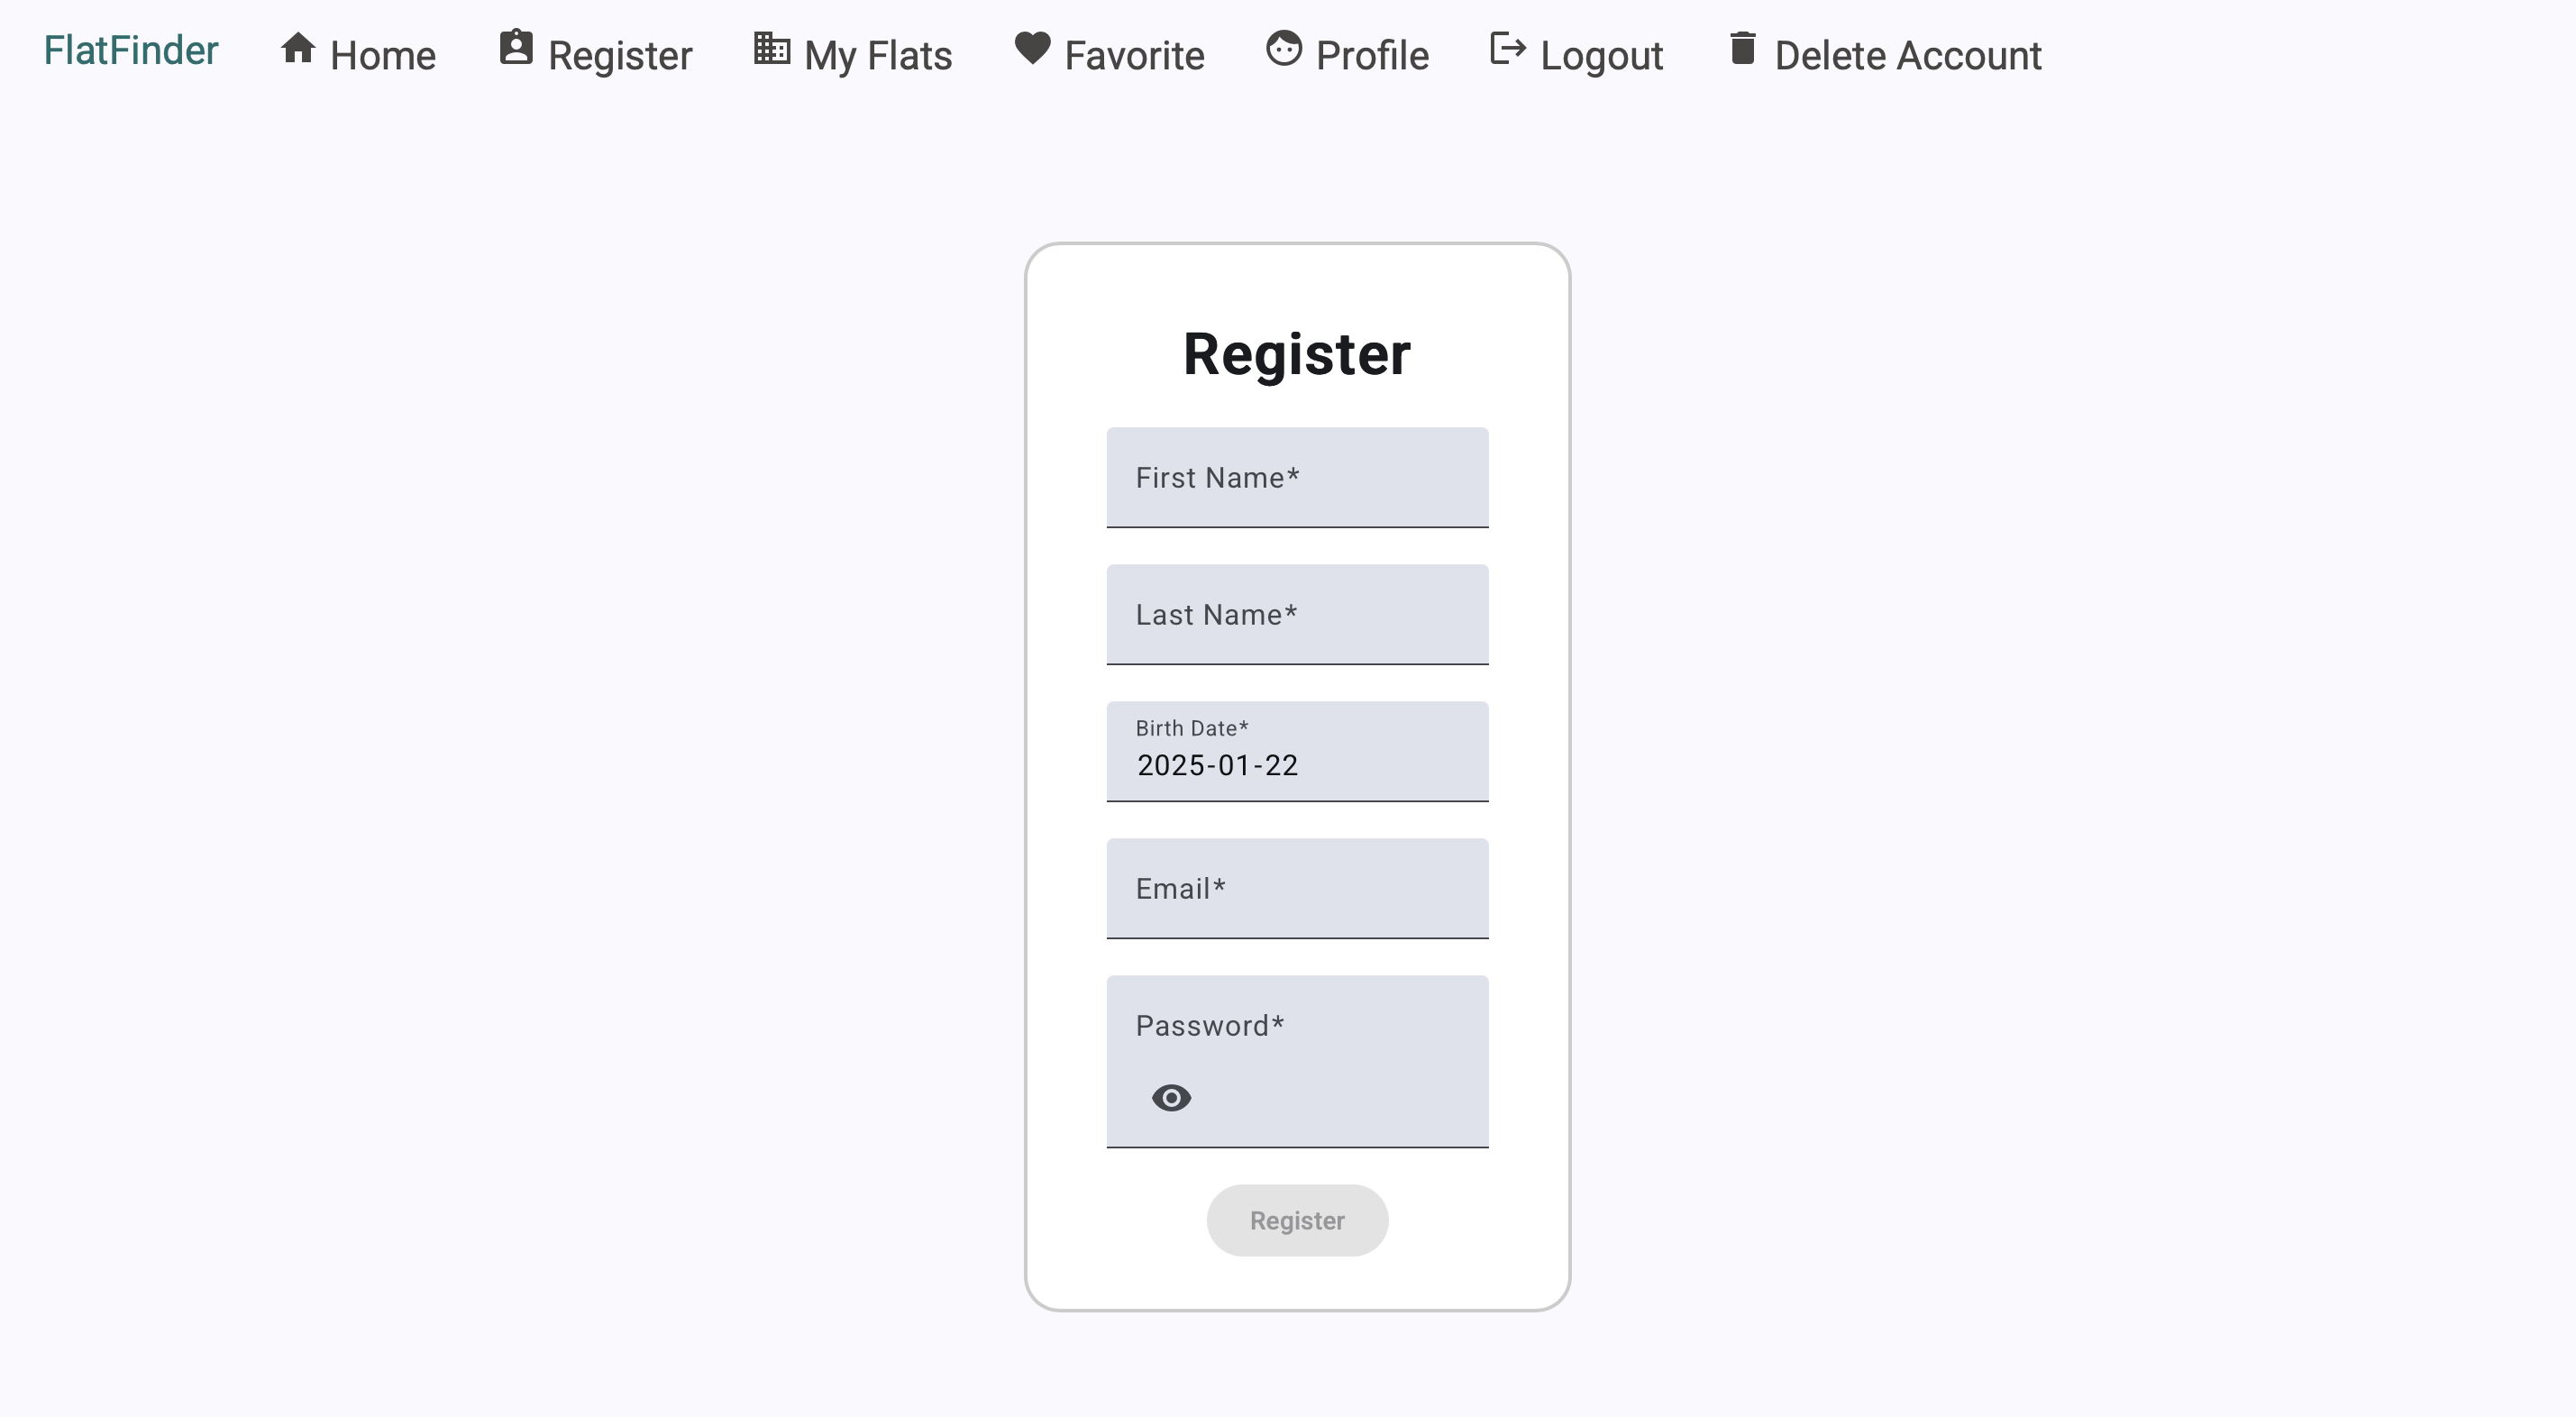 FlatFinder Home Register My Flats Favorite Profile Logout Delete Account
Register
First Name*
Last Name*
Birth Date*
2025-01-22
Email*
Password*
Register